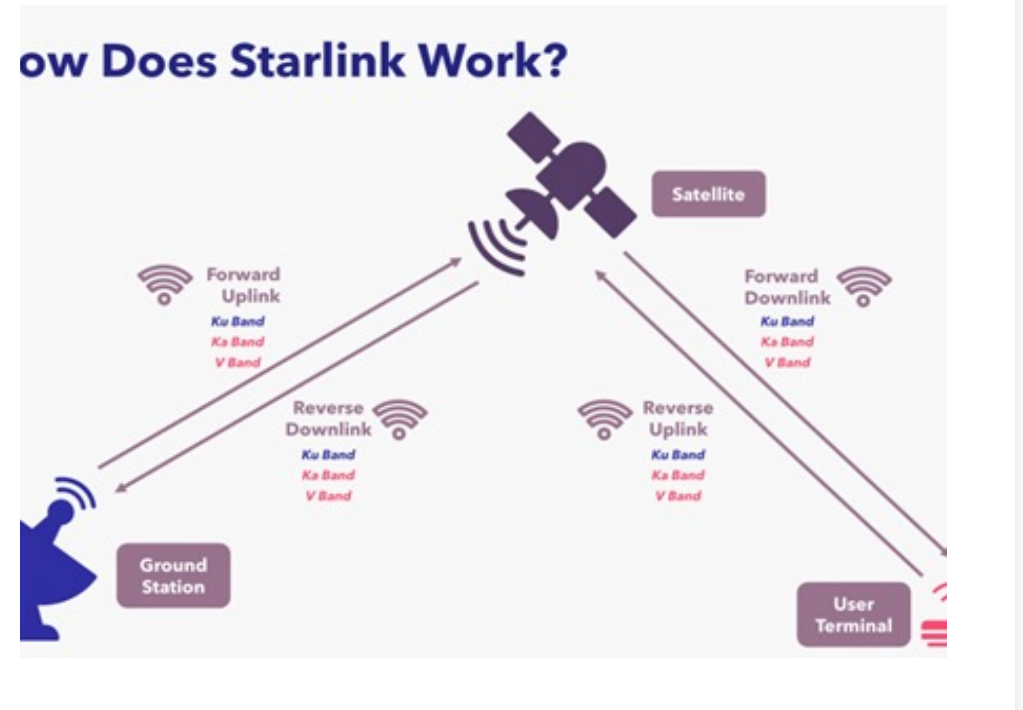 ow Does Starlink Work?
Satellite
Forward
Uplink
Ku Band
Ka Band
V Band
Forward
Downlink
Ku Band
Ka Band
V Band
Reverse
Downlink
Ku Band
Ka Band
V Band
Reverse
Uplink
Ku Band
Ka Band
V Band
Ground
Station
User
Terminal